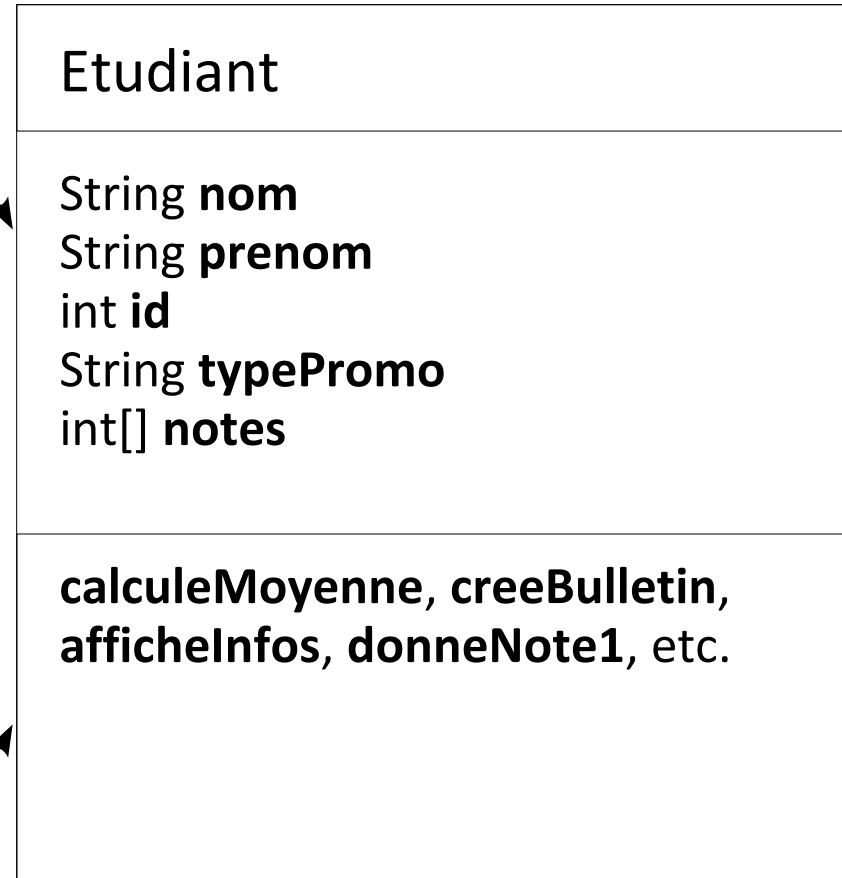 Etudiant
String nom
String prenom
int id
String typePromo
int[] notes
calculeMoyenne, creeBulletin,
afficheInfos, donneNote1, etc.